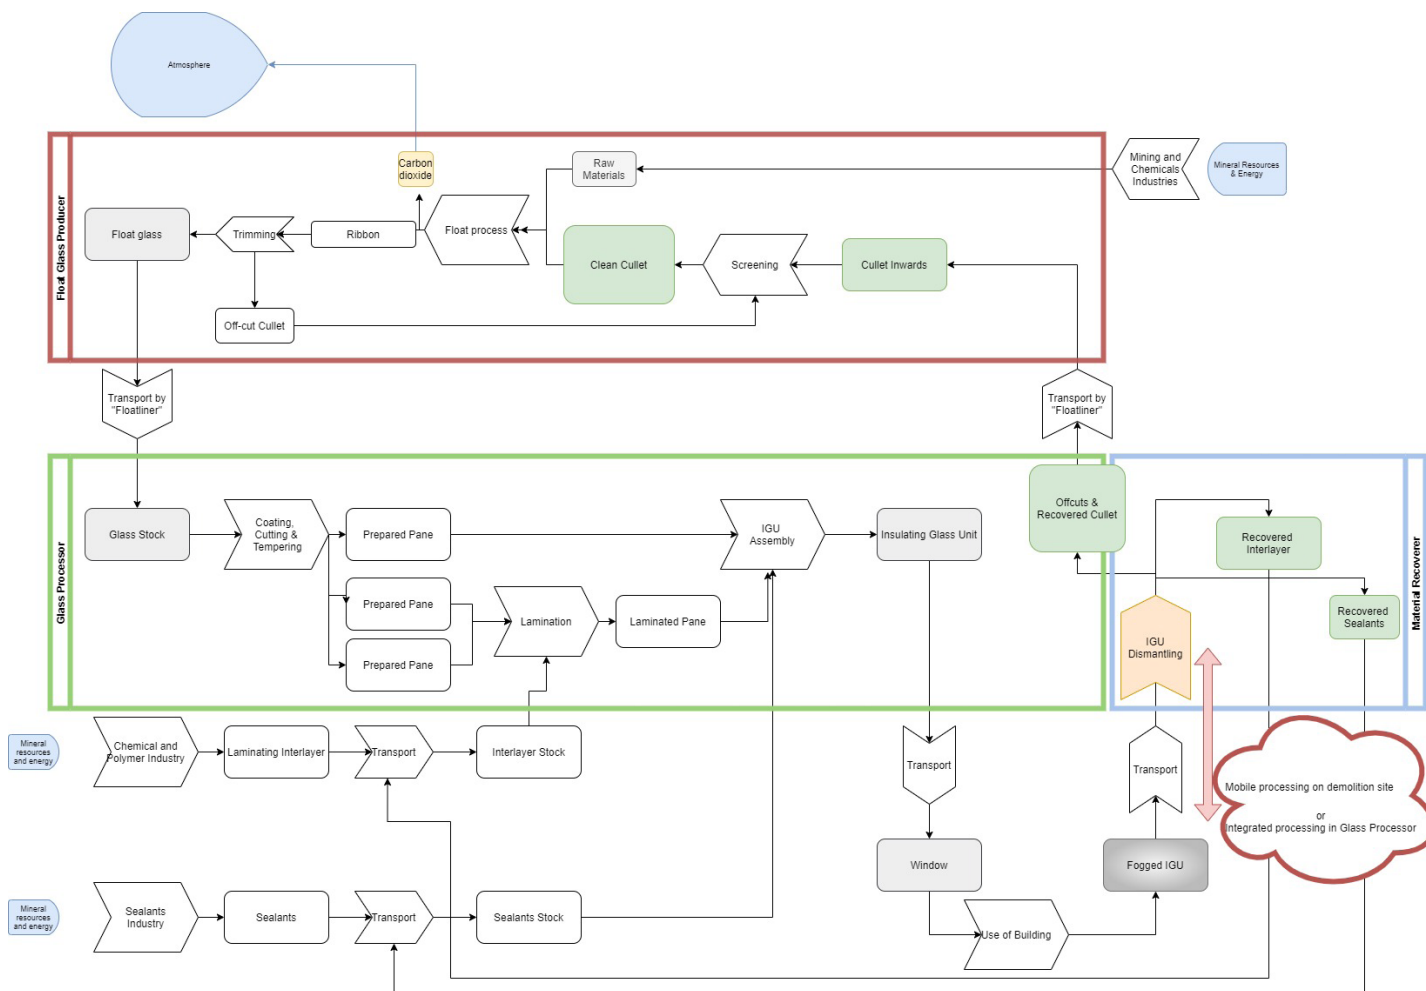 Atmosphere
Carbon
dioxide
Raw
Materials
Mining and
Chemicals
Industries
Mineral Resources
& Energy
Float Glass Producer
Float glass
Trimming
Ribbon
Float process
Clean Cullet
Screening
Cullet Inwards
Off-cut Cullet
Transport by
"Floatliner"
Transport by
"Floatliner"
Glass Processor
Glass Stock
Coating,
Cutting &
Tempering
Prepared Pane
IGU
Assembly
Insulating Glass Unit
Offcuts &
Recovered Cullet
Recovered
Interlayer
Material Recoverer
Prepared Pane
Lamination
Laminated Pane
Recovered
Sealants
Prepared Pane
IGU
Dismantling
Mineral
resources
and energy
Chemical and
Polymer Industry
Laminating Interlayer
Transport
Interlayer Stock
Transport
Transport
Mobile processing on demolition site
or
Integrated processing in Glass Processor
Window
Fogged IGU
Mineral
resources
and energy
Sealants
Industry
Sealants
Transport
Sealants Stock
Use of Building